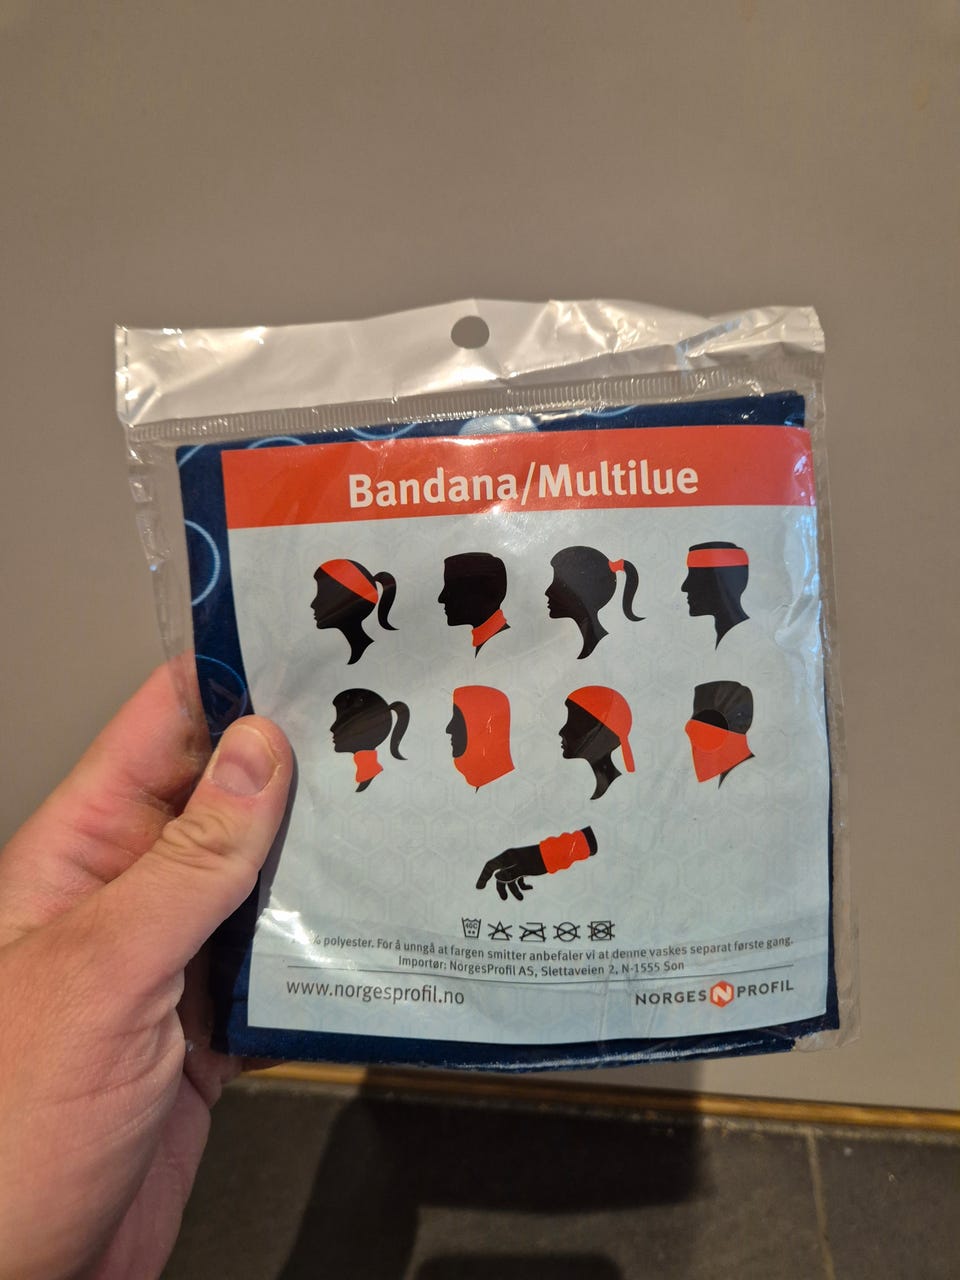 Bandana/Multilue
40C
% polyester. For å unngå at fargen smitter anbefaler vi at denne vaskes separat første gang.
Importør: NorgesProfil AS, Slettaveien 2, N-1555 Son
www.norgesprofil.no
NORGES N PROFIL